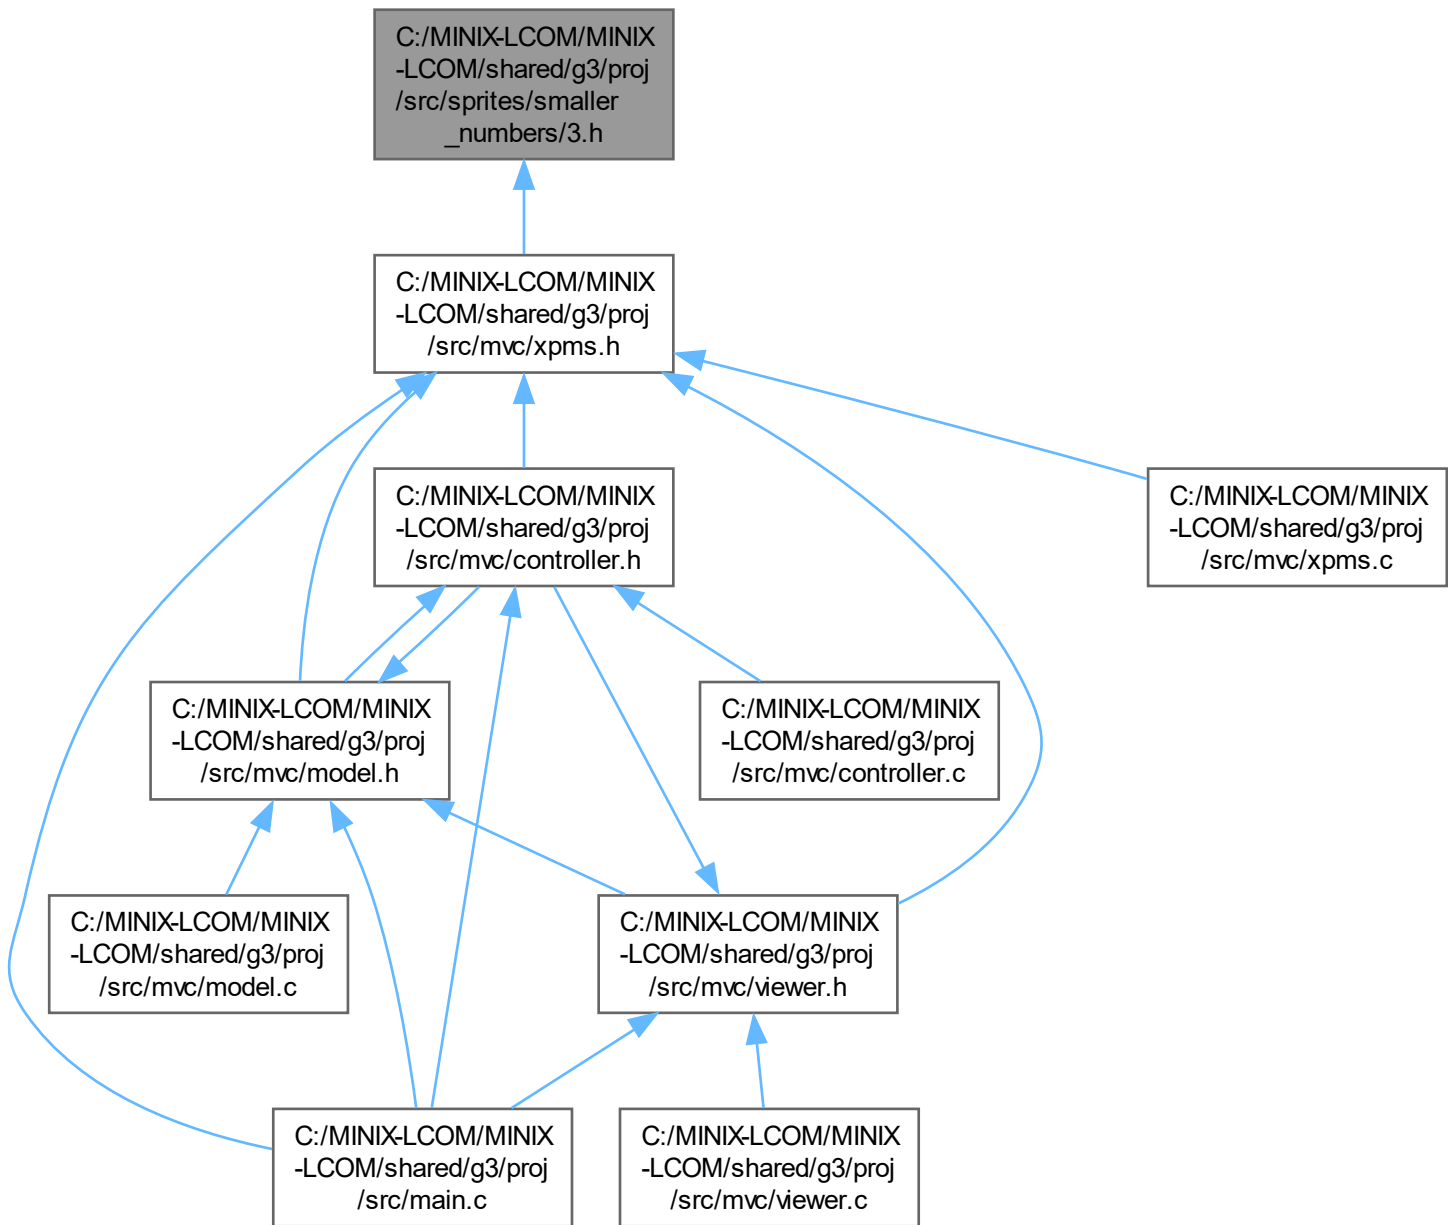 C:/MINIX-LCOM/MINIX
-LCOM/shared/g3/proj
/src/sprites/smaller
_numbers/3.h
C:/MINIX-LCOM/MINIX
-LCOM/shared/g3/proj
/src/mvc/xpms.h
C:/MINIX-LCOM/MINIX
-LCOM/shared/g3/proj
/src/mvc/controller.h
C:/MINIX-LCOM/MINIX
-LCOM/shared/g3/proj
/src/mvc/xpms.c
C:/MINIX-LCOM/MINIX
-LCOM/shared/g3/proj
/src/mvc/model.h
C:/MINIX-LCOM/MINIX
-LCOM/shared/g3/proj
/src/mvc/controller.c
C:/MINIX-LCOM/MINIX
-LCOM/shared/g3/proj
/src/mvc/model.c
C:/MINIX-LCOM/MINIX
-LCOM/shared/g3/proj
/src/mvc/viewer.h
C:/MINIX-LCOM/MINIX
-LCOM/shared/g3/proj
/src/main.c
C:/MINIX-LCOM/MINIX
-LCOM/shared/g3/proj
/src/mvc/viewer.c